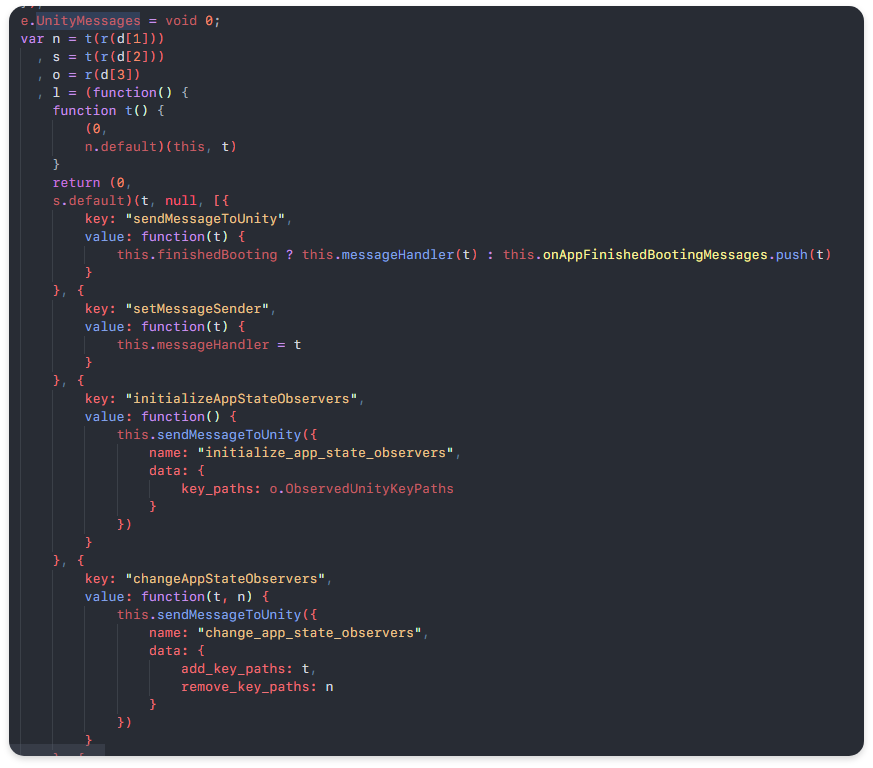 e.UnityMessages = void 0;
var n = t(r(d[1]))
, s = t(r(d[2]))
, o = r(d[3])
, l = (function() {
function t() {
(0,
n.default)(this, t)
}
return (0,
s.default)(t, null, [{
key: "sendMessageToUnity",
value: function(t) {
this.finishedBooting ? this.messageHandler(t) : this.onAppFinishedBootingMessages.push(t)
}
}, {
key: "setMessageSender",
value: function(t) {
this.messageHandler = t
}
}, {
key: "initializeAppStateObservers",
value: function() {
this.sendMessageToUnity({
name: "initialize_app_state_observers",
data: {
key_paths: o.ObservedUnityKeyPaths
}
})
}
}, {
key: "changeAppStateObservers",
value: function(t, n) {
this.sendMessageToUnity({
name: "change_app_state_observers",
data: {
add_key_paths: t,
remove_key_paths: n
}
})
}